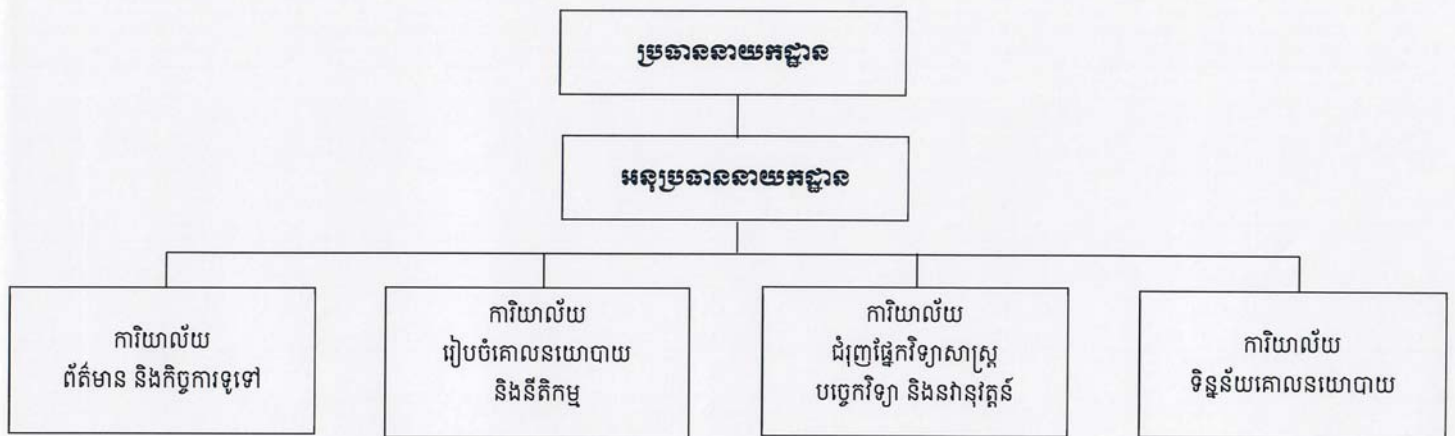 ប្រធាននាយកដ្ឋាន
អនុប្រធាននាយកដ្ឋាន
ការិយាល័យ
ព័ត៌មាន និងកិច្ចការទូទៅ
ការិយាល័យ
រៀបចំគោលនយោបាយ
និងនីតិកម្ម
ការិយាល័យ
ជំរុញផ្នែកវិទ្យាសាស្ត្រ
បច្ចេកវិទ្យា និងនវានុវត្តន៍
ការិយាល័យ
ទិន្នន័យគោលនយោបាយ